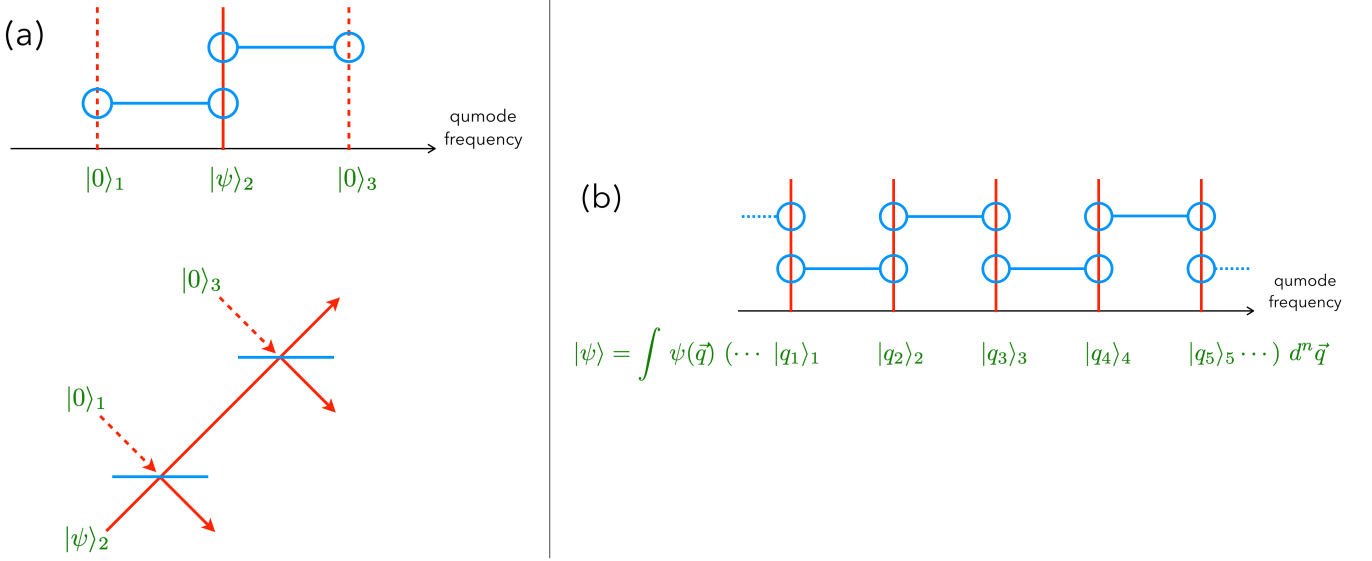 (a)
qumode
frequency
|0⟩₁ |ψ⟩₂ |0⟩₃
|0⟩₃
|0⟩₁
|ψ⟩₂
(b)
qumode
frequency
|ψ⟩ = ∫ ψ(q⃗) (⋯ |q₁⟩₁ |q₂⟩₂ |q₃⟩₃ |q₄⟩₄ |q₅⟩₅ ⋯) dⁿq⃗